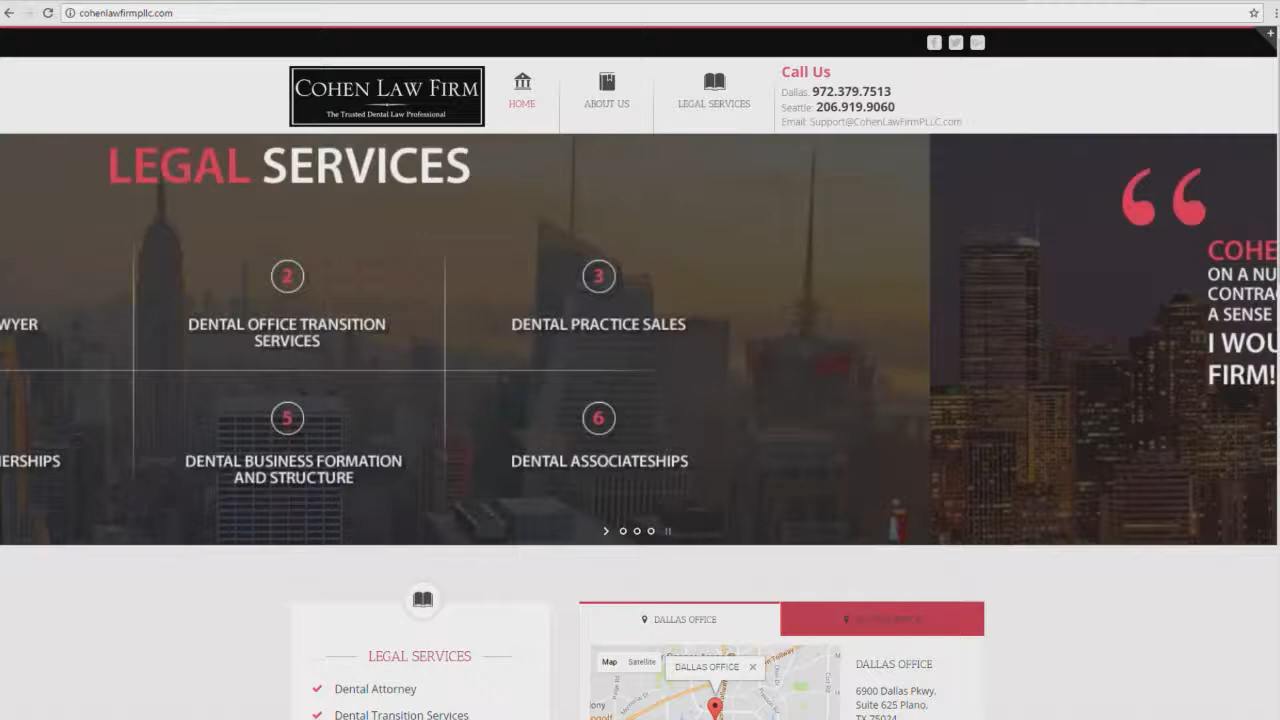 cohenlawfirmpllc.com
COHEN LAW FIRM
The Trusted Dental Law Professional
HOME
ABOUT US
LEGAL SERVICES
Call Us
Dallas: 972.379.7513
Seattle: 206.919.9060
Email: Support@CohenLawFirmPLLC.com
LEGAL SERVICES
2
3
WYER
DENTAL OFFICE TRANSITION
SERVICES
DENTAL PRACTICE SALES
5
6
NERSHIPS
DENTAL BUSINESS FORMATION
AND STRUCTURE
DENTAL ASSOCIATESHIPS
COHE
ON A NU
CONTRA
A SENSE
I WOU
FIRM!
LEGAL SERVICES
Dental Attorney
Dental Transition Services
DALLAS OFFICE
Map
Satellite
DALLAS OFFICE
DALLAS OFFICE
6900 Dallas Pkwy.
Suite 625 Plano,
TX 75024